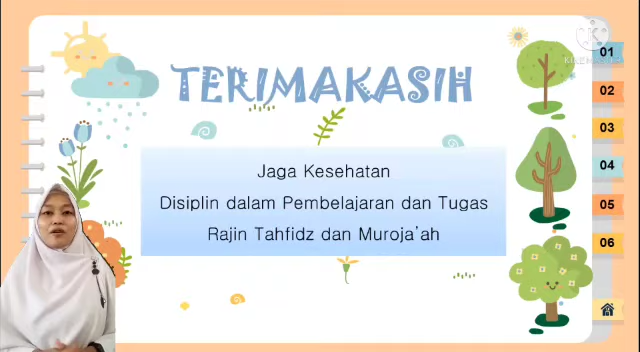 TERIMAKASIH
Jaga Kesehatan
Disiplin dalam Pembelajaran dan Tugas
Rajin Tahfidz dan Muroja'ah
01
02
03
04
05
06